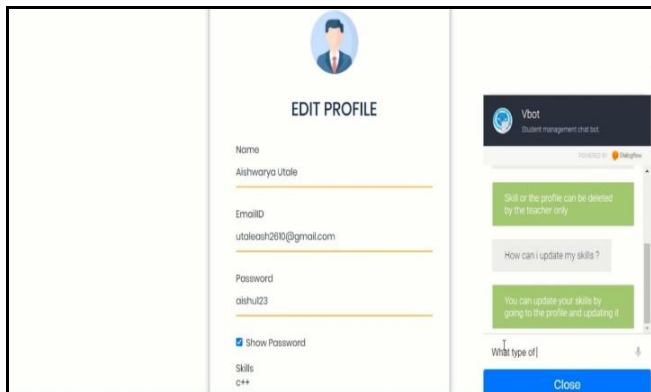 EDIT PROFILE
Name
Aishwarya Utale
EmailID
utaleash2610@gmail.com
Password
aishu123
Show Password
Skills
c++
Vbot
Student management chat bot
POWERED BY Dialogflow
Skill or the profile can be deleted
by the teacher only
How can i update my skills ?
You can update your skills by
going to the profile and updating it
What type of
Close